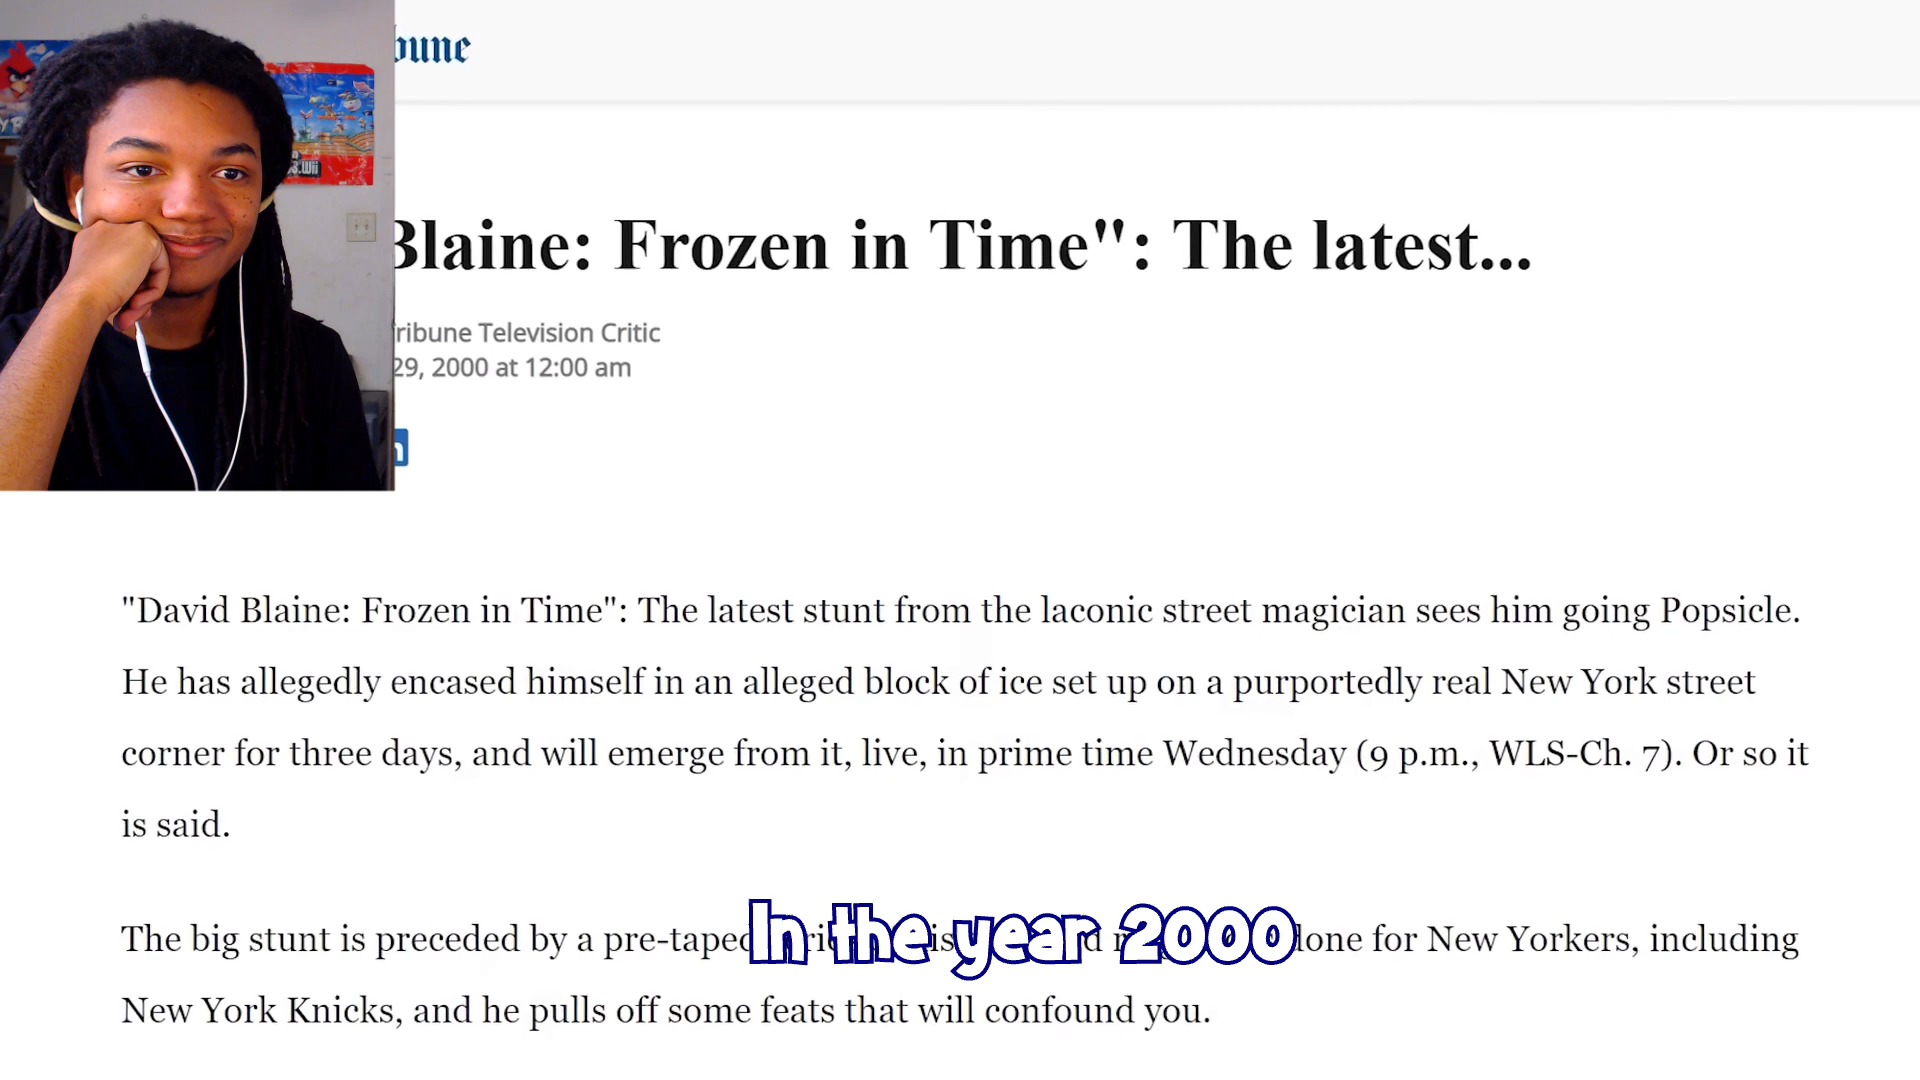 bune
Blaine: Frozen in Time": The latest...
ribune Television Critic
29, 2000 at 12:00 am
"David Blaine: Frozen in Time": The latest stunt from the laconic street magician sees him going Popsicle.
He has allegedly encased himself in an alleged block of ice set up on a purportedly real New York street
corner for three days, and will emerge from it, live, in prime time Wednesday (9 p.m., WLS-Ch. 7). Or so it
is said.
The big stunt is preceded by a pre-taped done for New Yorkers, including
In the year 2000
New York Knicks, and he pulls off some feats that will confound you.
Wii